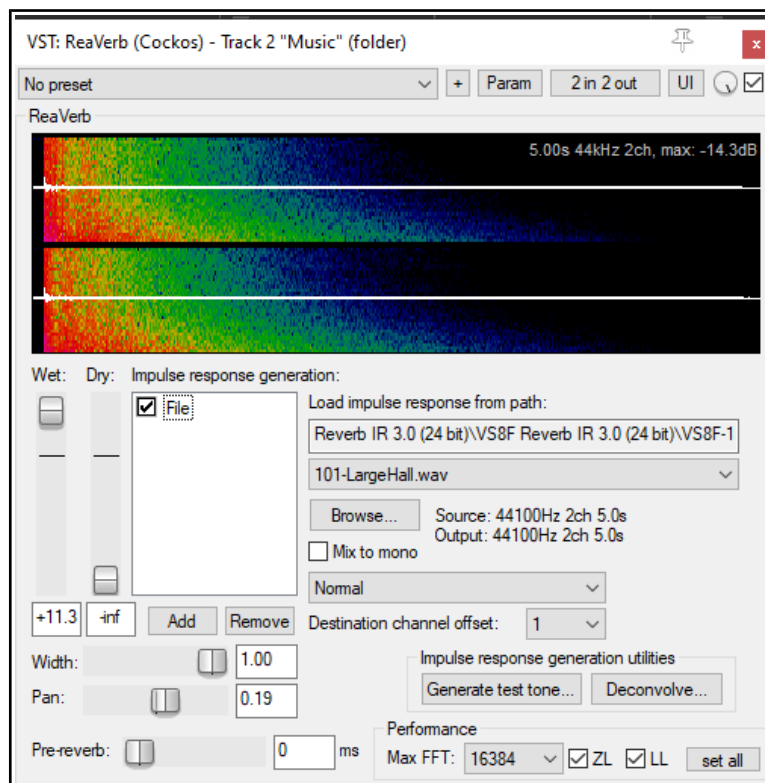 VST: ReaVerb (Cockos) - Track 2 "Music" (folder)
x
No preset
+
Param
2 in 2 out
UI
ReaVerb
5.00s 44kHz 2ch, max: -14.3dB
Wet:
Dry:
Impulse response generation:
File
Load impulse response from path:
Reverb IR 3.0 (24 bit)\VS8F Reverb IR 3.0 (24 bit)\VS8F-1
101-LargeHall.wav
Browse...
Source: 44100Hz 2ch 5.0s
Output: 44100Hz 2ch 5.0s
Mix to mono
Normal
+11.3
-inf
Add
Remove
Destination channel offset:
1
Width:
1.00
Impulse response generation utilities
Generate test tone...
Deconvolve...
Pan:
0.19
Pre-reverb:
0
ms
Performance
Max FFT:
16384
ZL
LL
set all